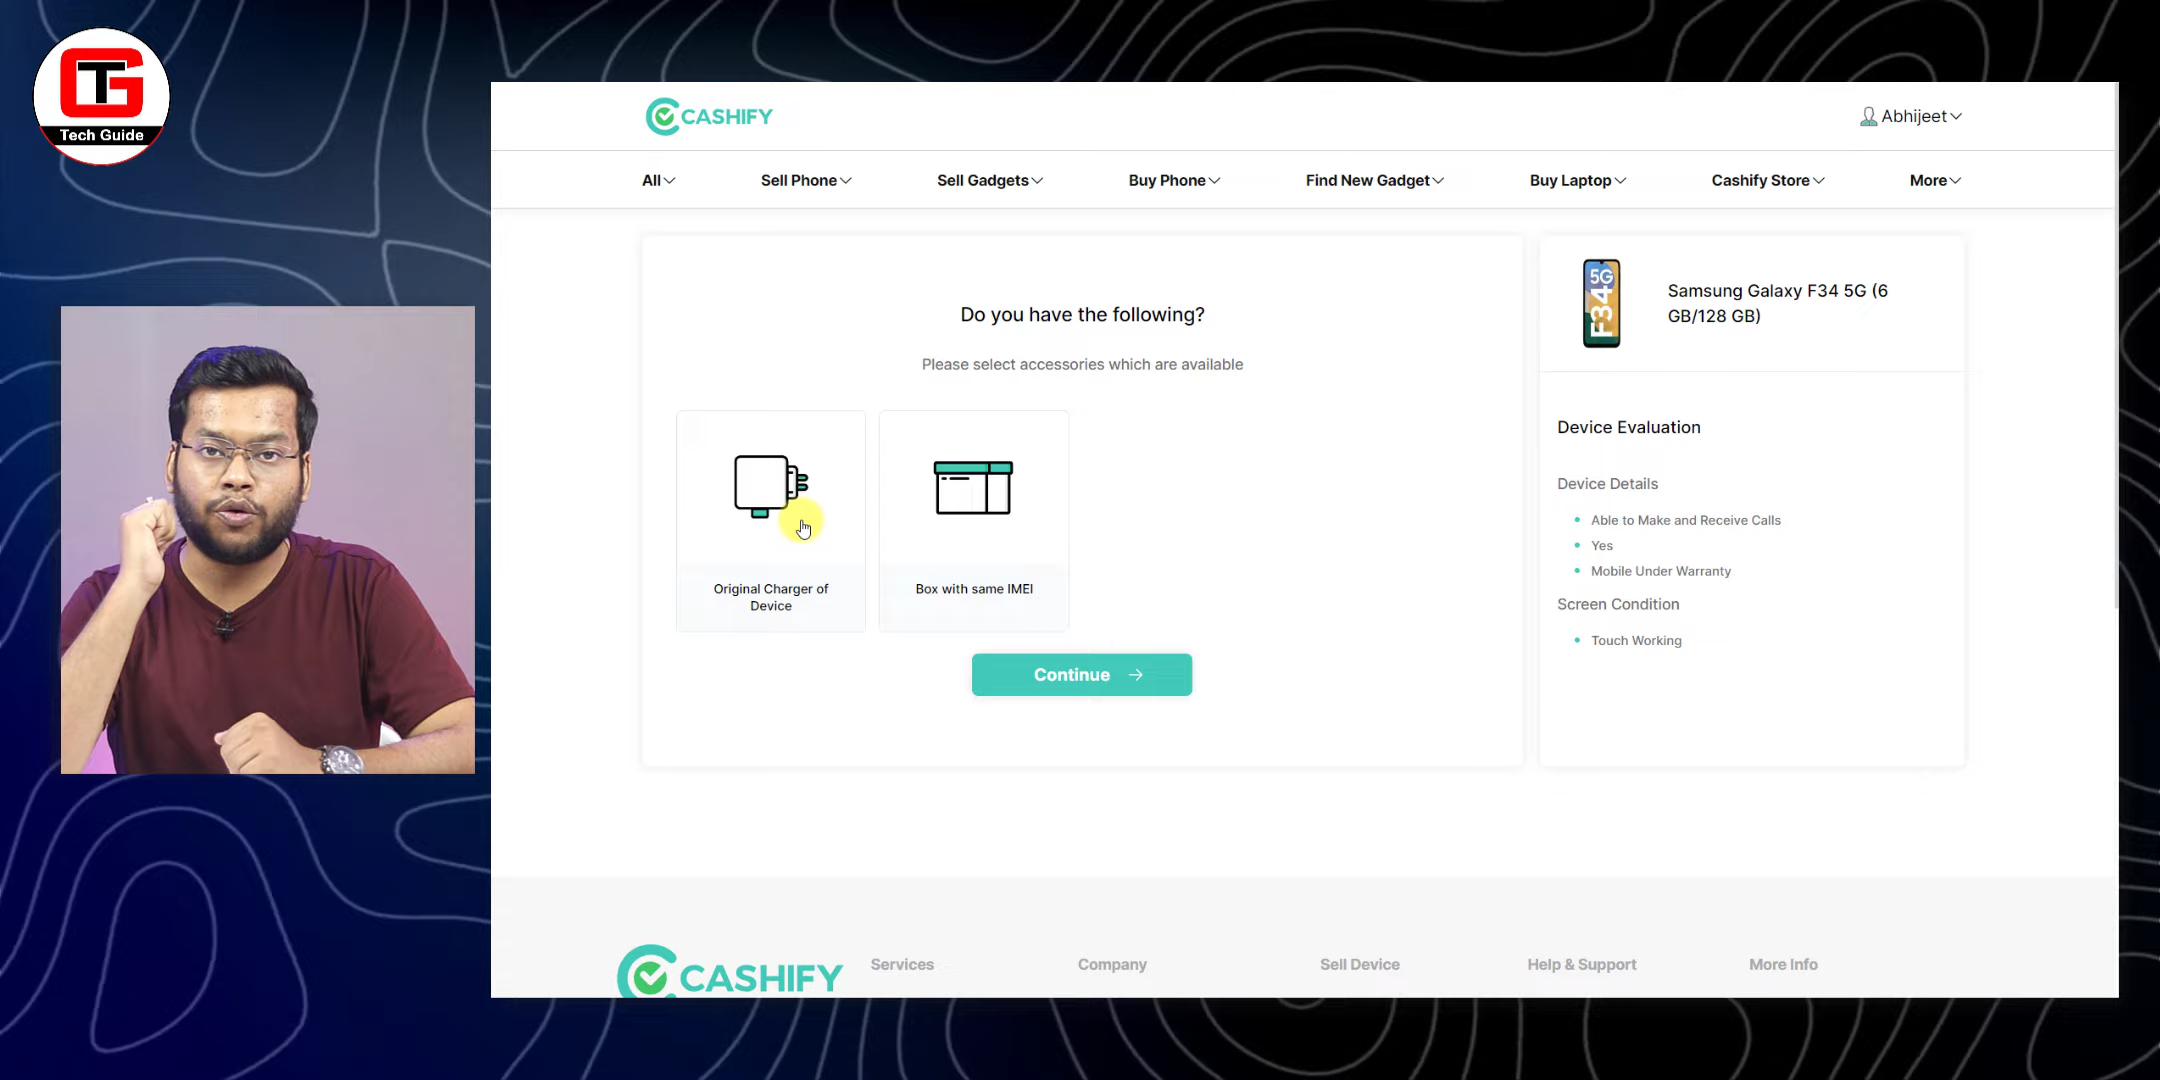 TG
Tech Guide
CASHIFY
Abhijeet
All
Sell Phone
Sell Gadgets
Buy Phone
Find New Gadget
Buy Laptop
Cashify Store
More
Do you have the following?
Please select accessories which are available
Original Charger of
Device
Box with same IMEI
Continue
5G
F34
Samsung Galaxy F34 5G (6
GB/128 GB)
Device Evaluation
Device Details
Able to Make and Receive Calls
Yes
Mobile Under Warranty
Screen Condition
Touch Working
CASHIFY
Services
Company
Sell Device
Help & Support
More Info